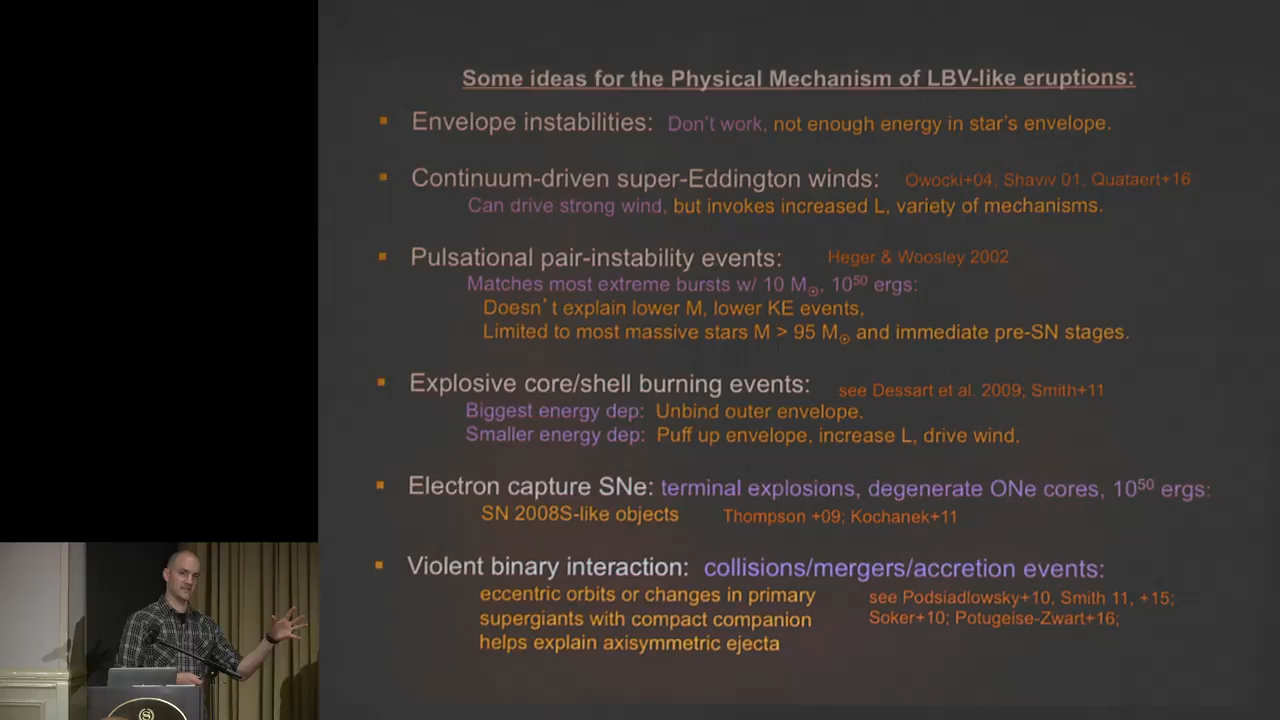 Some ideas for the Physical Mechanism of LBV-like eruptions:
▪ Envelope instabilities: Don't work, not enough energy in star's envelope.
▪ Continuum-driven super-Eddington winds: Owocki+04, Shaviv 01, Quataert+16
Can drive strong wind, but invokes increased L, variety of mechanisms.
▪ Pulsational pair-instability events: Heger & Woosley 2002
Matches most extreme bursts w/ 10 M☉, 10⁵⁰ ergs:
Doesn't explain lower M, lower KE events,
Limited to most massive stars M > 95 M☉ and immediate pre-SN stages.
▪ Explosive core/shell burning events: see Dessart et al. 2009; Smith+11
Biggest energy dep: Unbind outer envelope.
Smaller energy dep: Puff up envelope, increase L, drive wind.
▪ Electron capture SNe: terminal explosions, degenerate ONe cores, 10⁵⁰ ergs:
SN 2008S-like objects Thompson +09; Kochanek+11
▪ Violent binary interaction: collisions/mergers/accretion events:
eccentric orbits or changes in primary see Podsiadlowsky+10, Smith 11, +15;
supergiants with compact companion Soker+10; Potugeise-Zwart+16;
helps explain axisymmetric ejecta
S